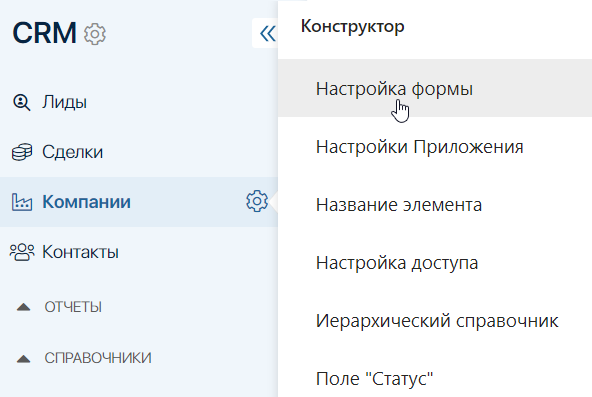 CRM
Лиды
Сделки
Компании
Контакты
ОТЧЕТЫ
СПРАВОЧНИКИ
Конструктор
Настройка формы
Настройки Приложения
Название элемента
Настройка доступа
Иерархический справочник
Поле "Статус"